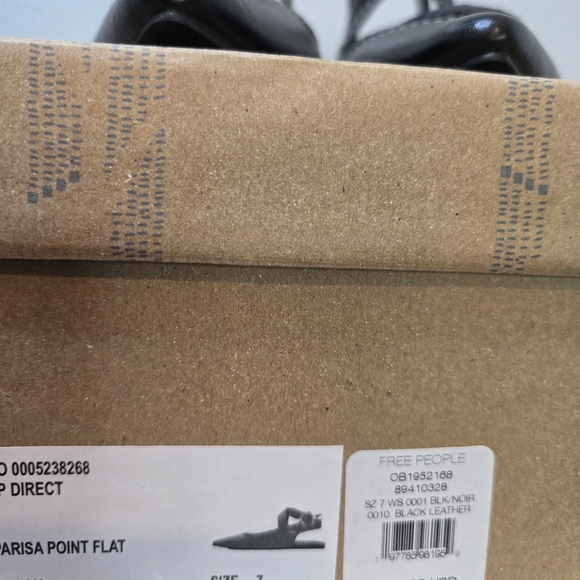 O 0005238268
P DIRECT
PARISA POINT FLAT
SIZE 7
FREE PEOPLE
OB1952168
89410328
SZ 7 WS 0001 BLK/NOIR
0010 BLACK LEATHER